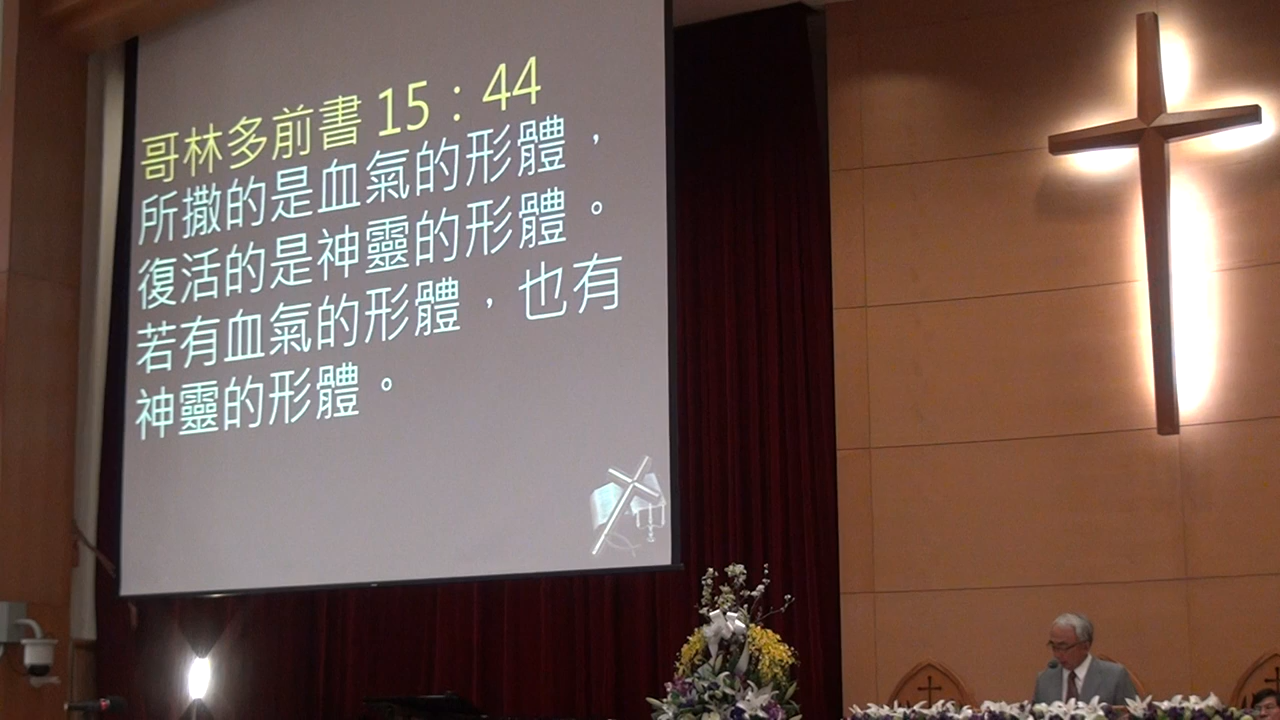 哥林多前書 15：44
所撒的是血氣的形體，
復活的是神靈的形體。
若有血氣的形體，也有
神靈的形體。